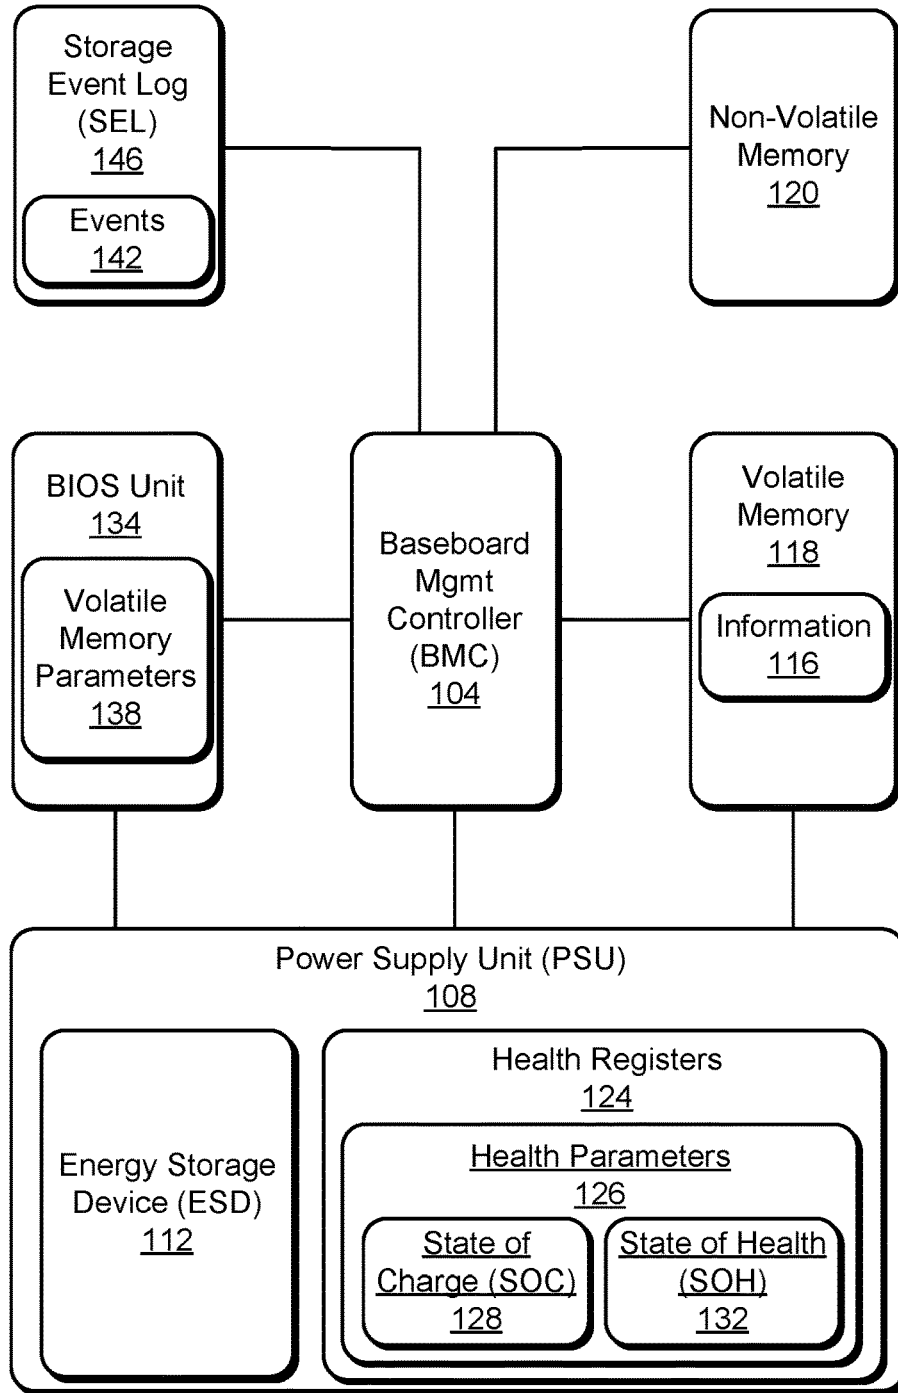 Storage
Event Log
(SEL)
146
Events
142
Non-Volatile
Memory
120
BIOS Unit
134
Volatile
Memory
Parameters
138
Baseboard
Mgmt
Controller
(BMC)
104
Volatile
Memory
118
Information
116
Power Supply Unit (PSU)
108
Energy Storage
Device (ESD)
112
Health Registers
124
Health Parameters
126
State of
Charge (SOC)
128
State of Health
(SOH)
132